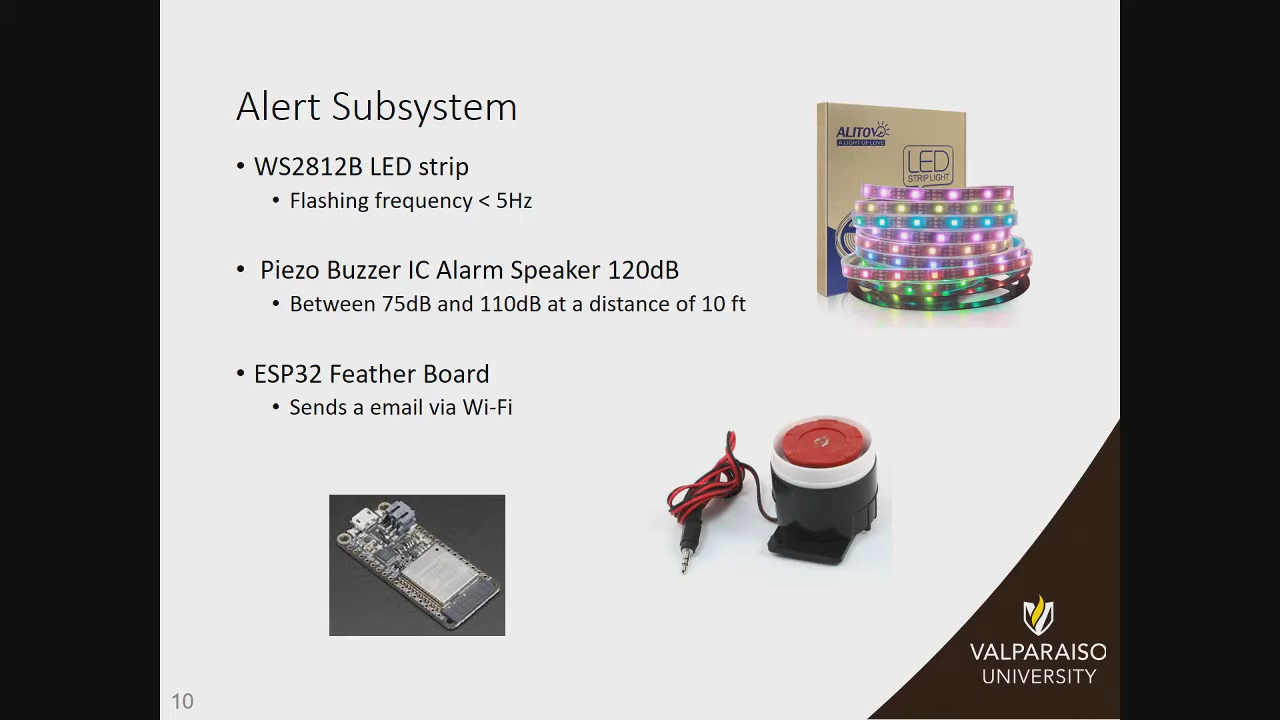 Alert Subsystem
• WS2812B LED strip
• Flashing frequency < 5Hz
• Piezo Buzzer IC Alarm Speaker 120dB
• Between 75dB and 110dB at a distance of 10 ft
• ESP32 Feather Board
• Sends a email via Wi-Fi
ALITOVE
A LIGHT OF LOVE
LED
STRIP LIGHT
VALPARAISO
UNIVERSITY
10